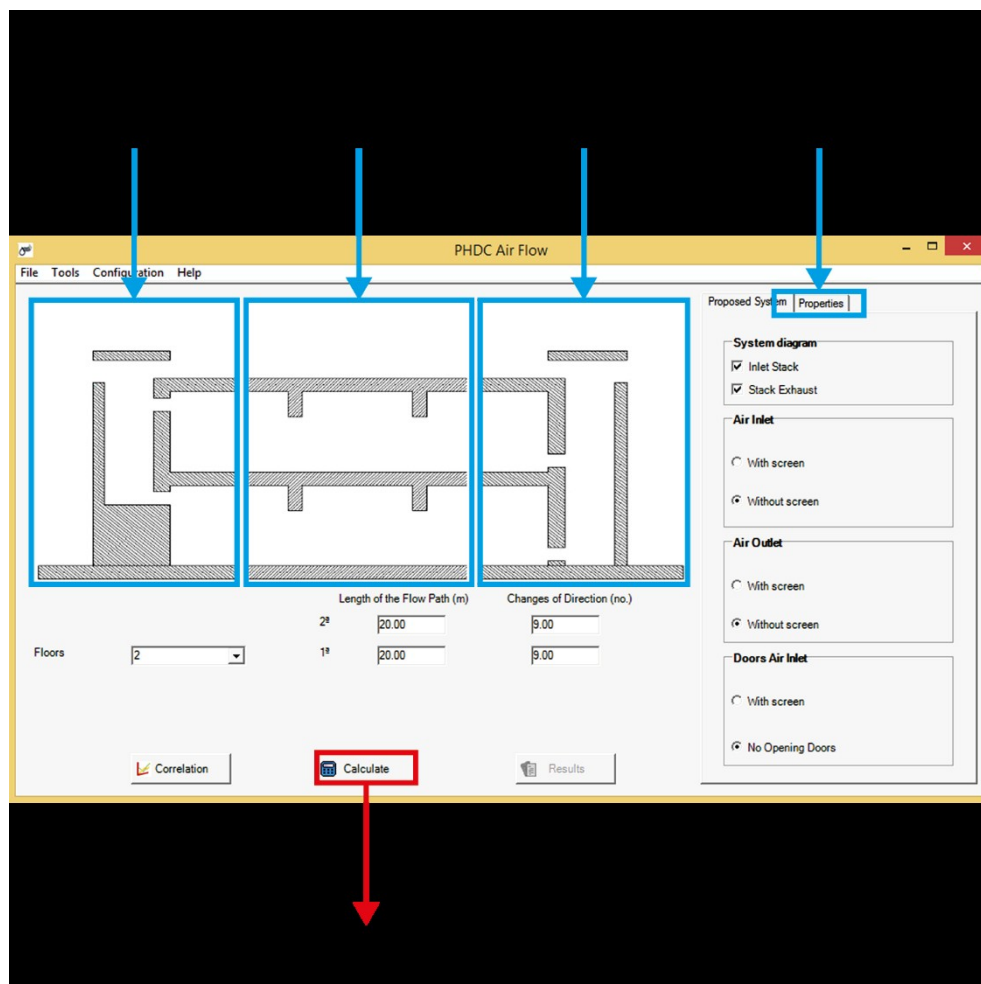 PHDC Air Flow
File Tools Configuration Help
Proposed System Properties
System diagram
Inlet Stack
Stack Exhaust
Air Inlet
With screen
Without screen
Air Outlet
With screen
Without screen
Doors Air Inlet
With screen
No Opening Doors
Length of the Flow Path (m) Changes of Direction (no.)
2ª 20.00 9.00
Floors 2 1ª 20.00 9.00
Correlation Calculate Results